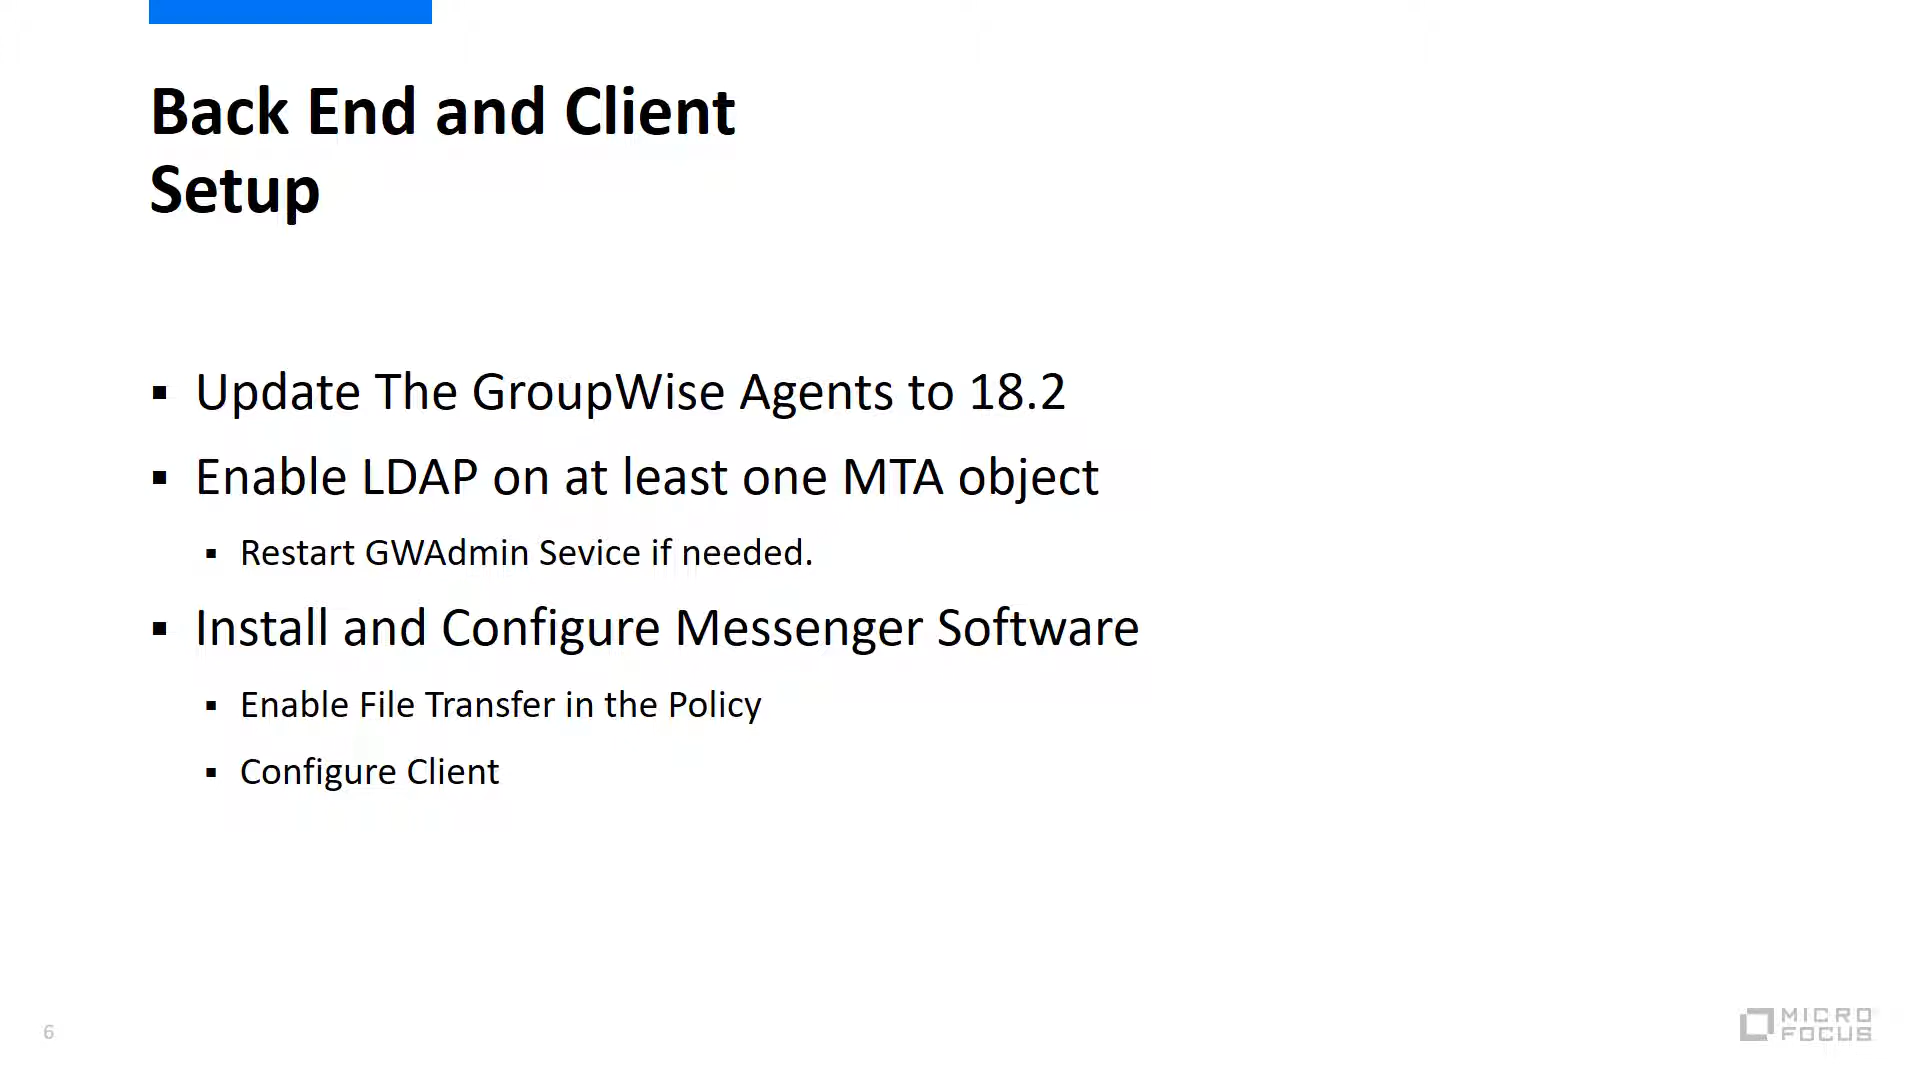 Back End and Client
Setup
▪ Update The GroupWise Agents to 18.2
▪ Enable LDAP on at least one MTA object
▪ Restart GWAdmin Sevice if needed.
▪ Install and Configure Messenger Software
▪ Enable File Transfer in the Policy
▪ Configure Client
6
MICRO
FOCUS